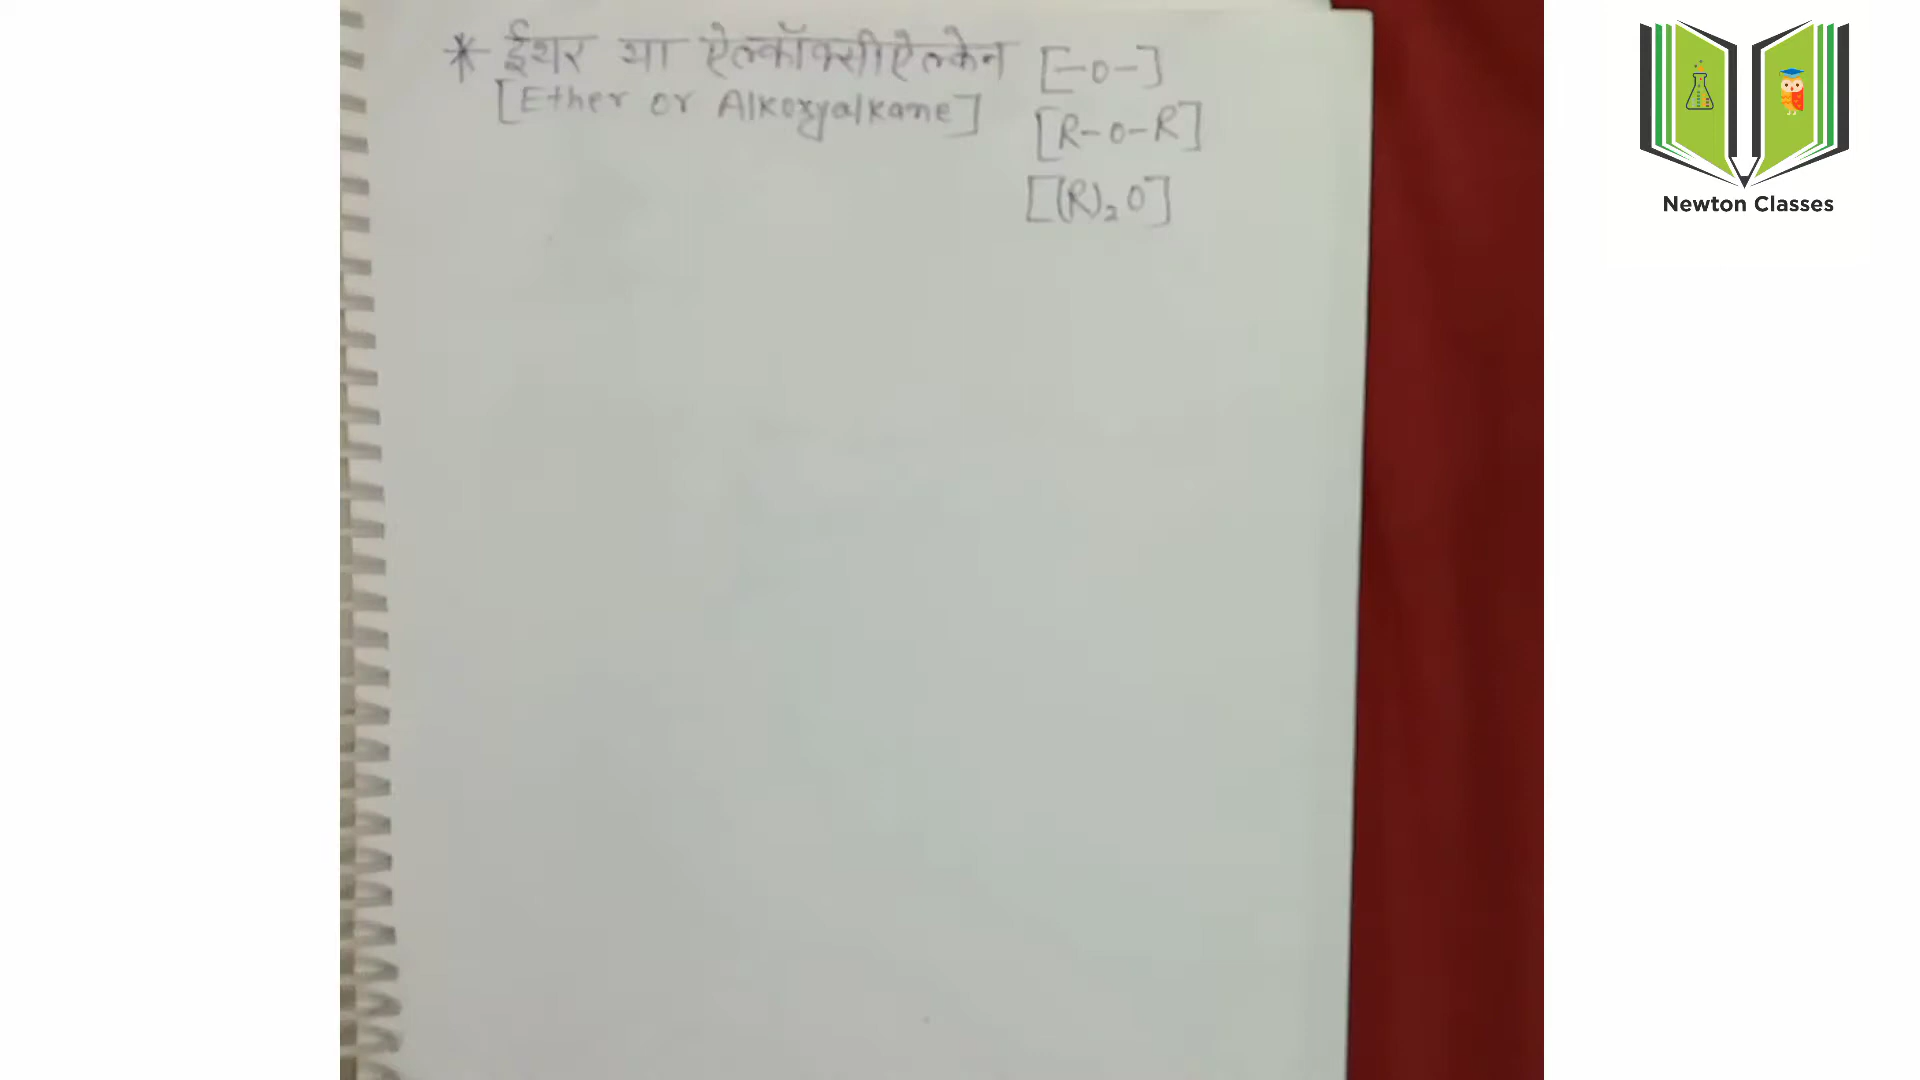 * ईथर या ऐल्कॉक्सीऐल्केन [-O-]
[Ether or Alkoxyalkane]
[R-O-R]
[(R)₂O]
Newton Classes